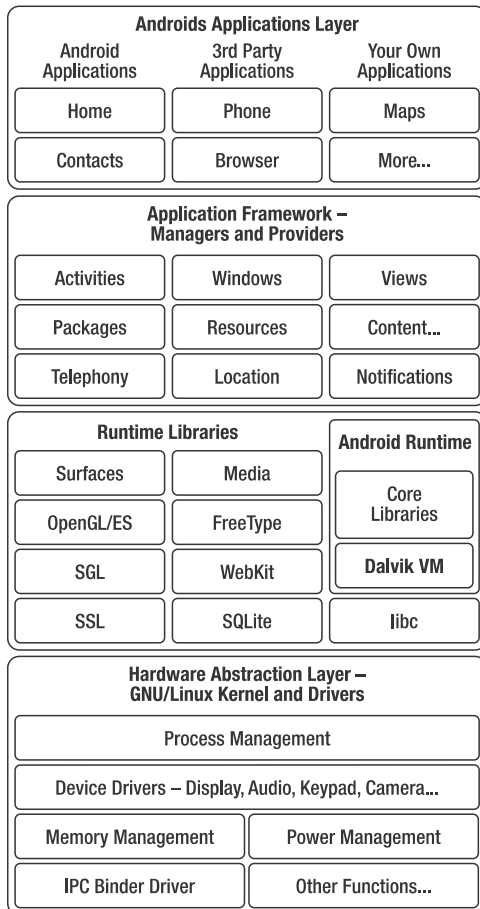 Androids Applications Layer
Android
Applications
3rd Party
Applications
Your Own
Applications
Home
Phone
Maps
Contacts
Browser
More...
Application Framework –
Managers and Providers
Activities
Windows
Views
Packages
Resources
Content...
Telephony
Location
Notifications
Runtime Libraries
Surfaces
Media
OpenGL/ES
FreeType
SGL
WebKit
SSL
SQLite
Android Runtime
Core
Libraries
Dalvik VM
libc
Hardware Abstraction Layer –
GNU/Linux Kernel and Drivers
Process Management
Device Drivers – Display, Audio, Keypad, Camera...
Memory Management
Power Management
IPC Binder Driver
Other Functions...